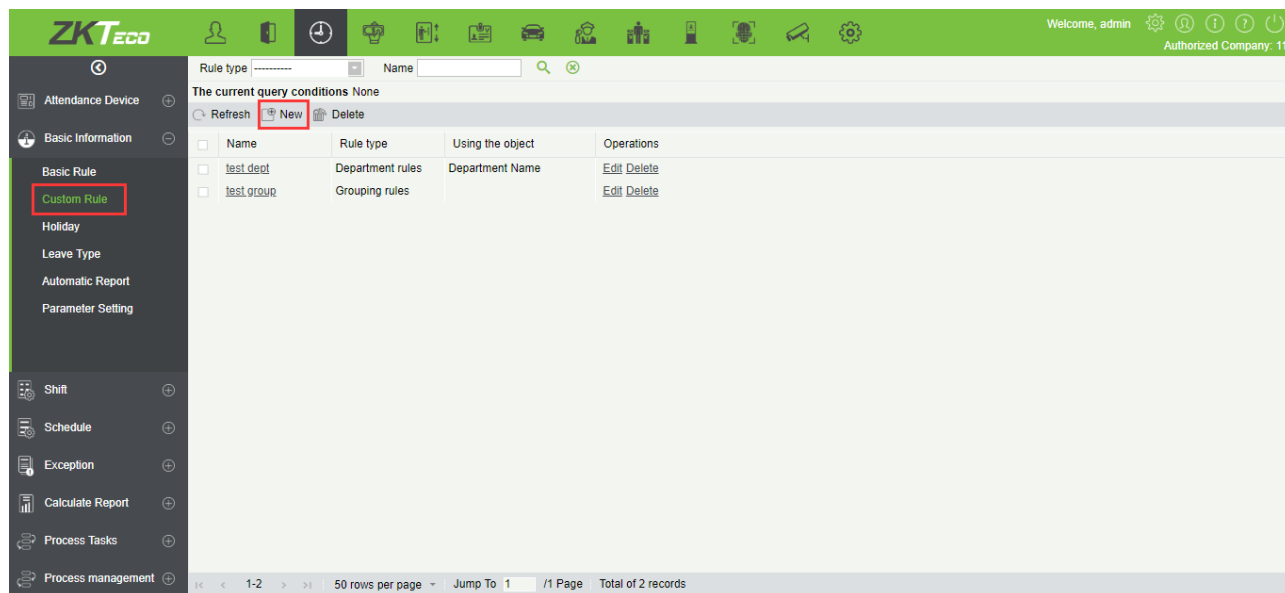 ZKTECO
Welcome, admin
Authorized Company: 11
Rule type ---------- Name
The current query conditions None
Refresh New Delete
Attendance Device
Basic Information
Basic Rule
Custom Rule
Holiday
Leave Type
Automatic Report
Parameter Setting
Shift
Schedule
Exception
Calculate Report
Process Tasks
Process management
Name Rule type Using the object Operations
test dept Department rules Department Name Edit Delete
test group Grouping rules Edit Delete
1-2 50 rows per page Jump To 1 /1 Page Total of 2 records